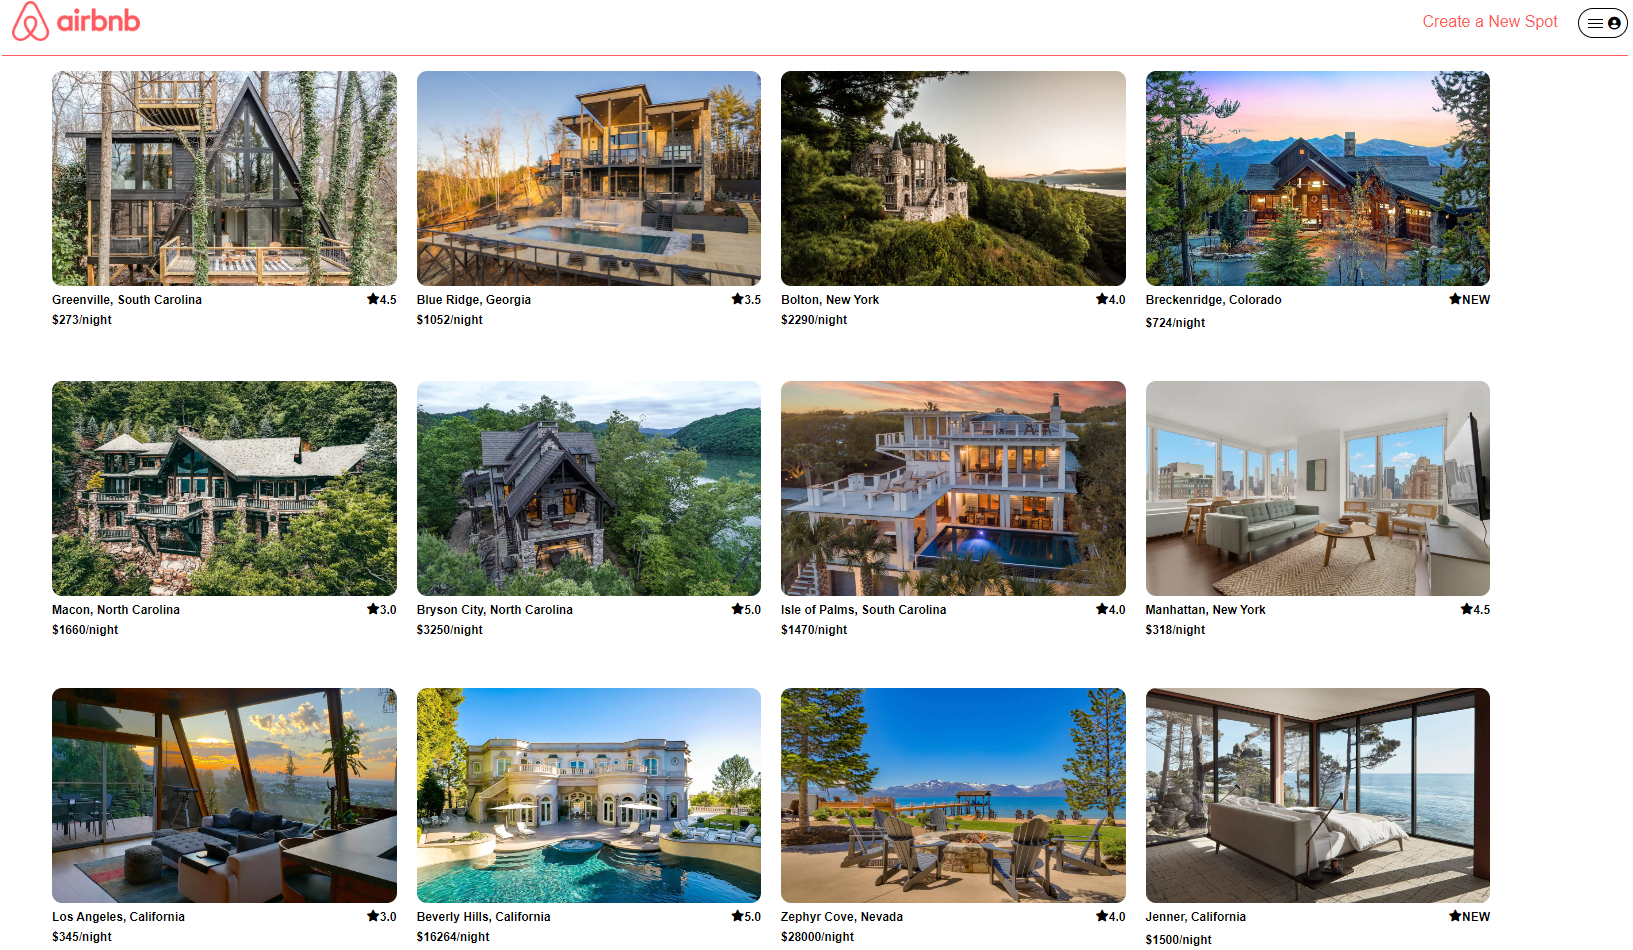 airbnb
Create a New Spot
Greenville, South Carolina ★4.5
$273/night
Blue Ridge, Georgia ★3.5
$1052/night
Bolton, New York ★4.0
$2290/night
Breckenridge, Colorado ★NEW
$724/night
Macon, North Carolina ★3.0
$1660/night
Bryson City, North Carolina ★5.0
$3250/night
Isle of Palms, South Carolina ★4.0
$1470/night
Manhattan, New York ★4.5
$318/night
Los Angeles, California ★3.0
$345/night
Beverly Hills, California ★5.0
$16264/night
Zephyr Cove, Nevada ★4.0
$28000/night
Jenner, California ★NEW
$1500/night